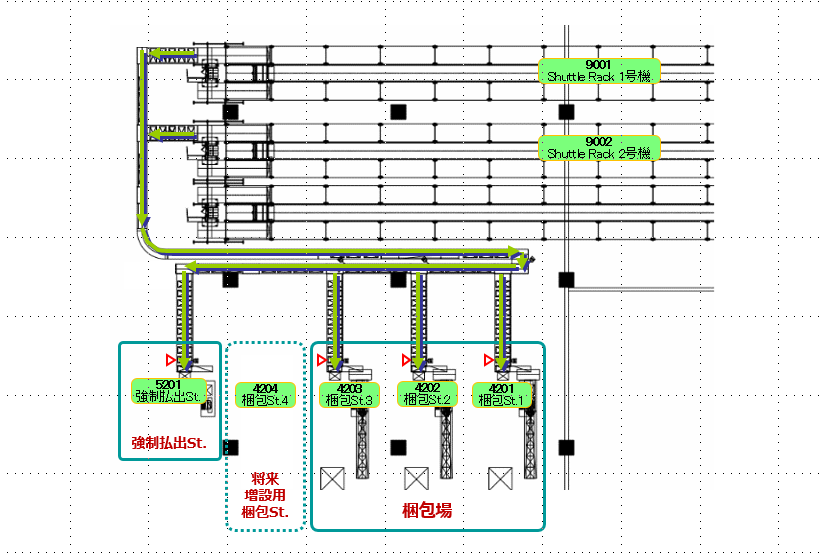 9001
Shuttle Rack 1号機
9002
Shuttle Rack 2号機
5201
強制払出St.
4204
梱包St.4
4203
梱包St.3
4202
梱包St.2
4201
梱包St.1
強制払出St.
将来
増設用
梱包St.
梱包場